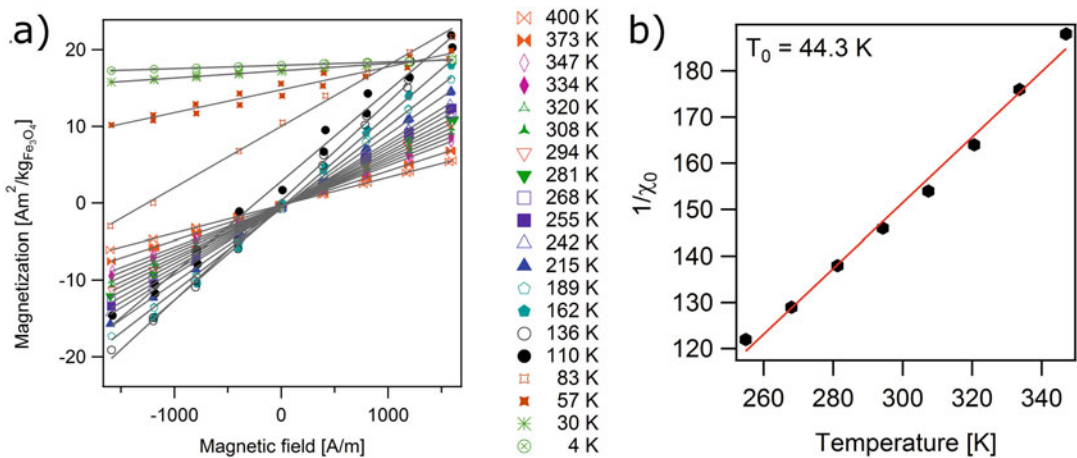 a)
20
10
0
-10
-20
Magnetization [Am²/kg_Fe₃O₄]
-1000
0
1000
Magnetic field [A/m]
400 K
373 K
347 K
334 K
320 K
308 K
294 K
281 K
268 K
255 K
242 K
215 K
189 K
162 K
136 K
110 K
83 K
57 K
30 K
4 K
b)
T₀ = 44.3 K
180
170
160
150
140
130
120
1/χ₀
260
280
300
320
340
Temperature [K]